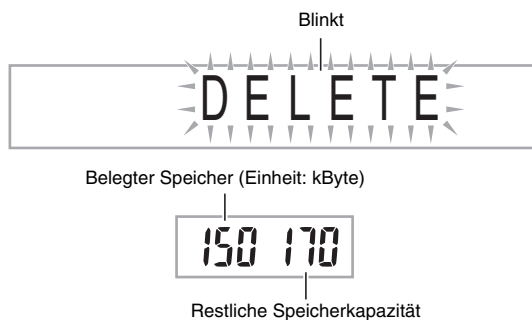 Blinkt
DELETE
Belegter Speicher (Einheit: kByte)
150 170
Restliche Speicherkapazität